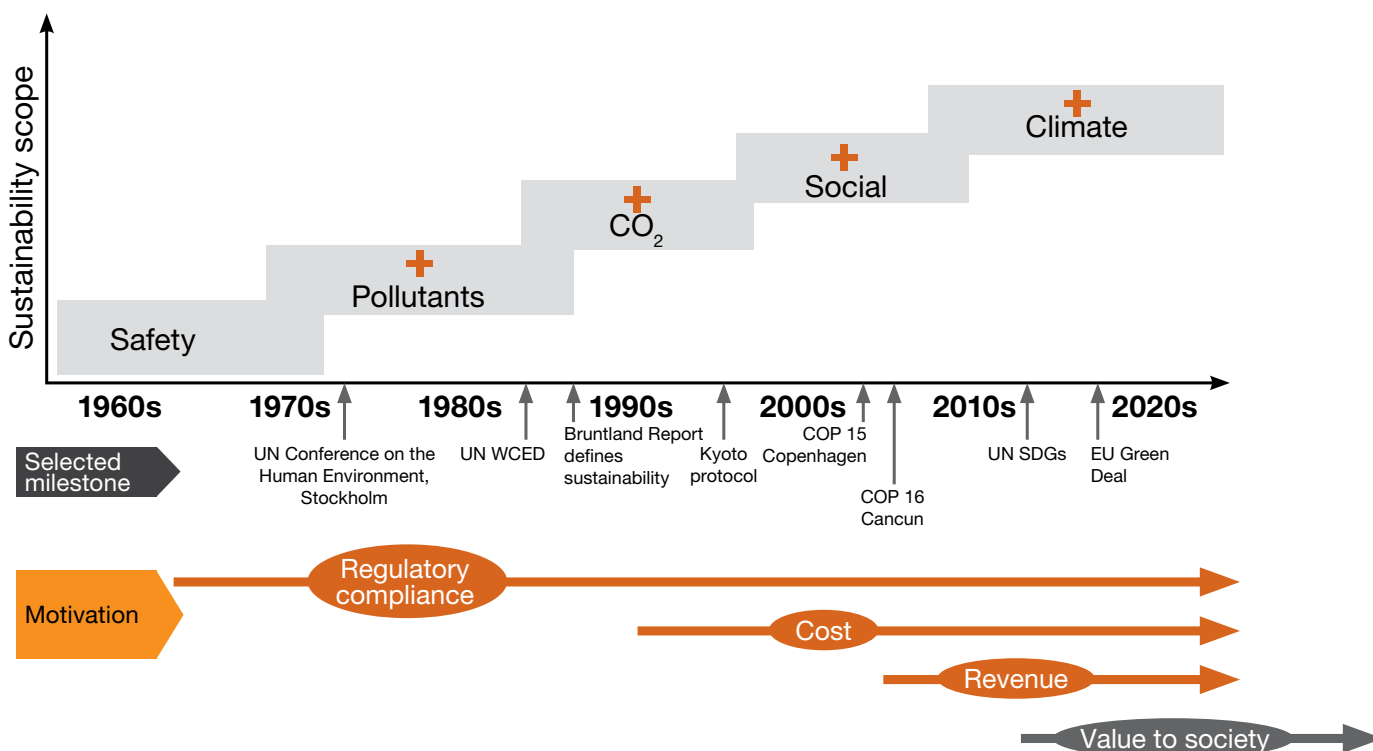 Sustainability scope
Climate
Social
CO₂
Pollutants
Safety
1960s 1970s 1980s 1990s 2000s 2010s 2020s
Selected
milestone
UN Conference on the
Human Environment,
Stockholm
UN WCED
Bruntland Report
defines
sustainability
Kyoto
protocol
COP 15
Copenhagen
COP 16
Cancun
UN SDGs
EU Green
Deal
Motivation
Regulatory
compliance
Cost
Revenue
Value to society